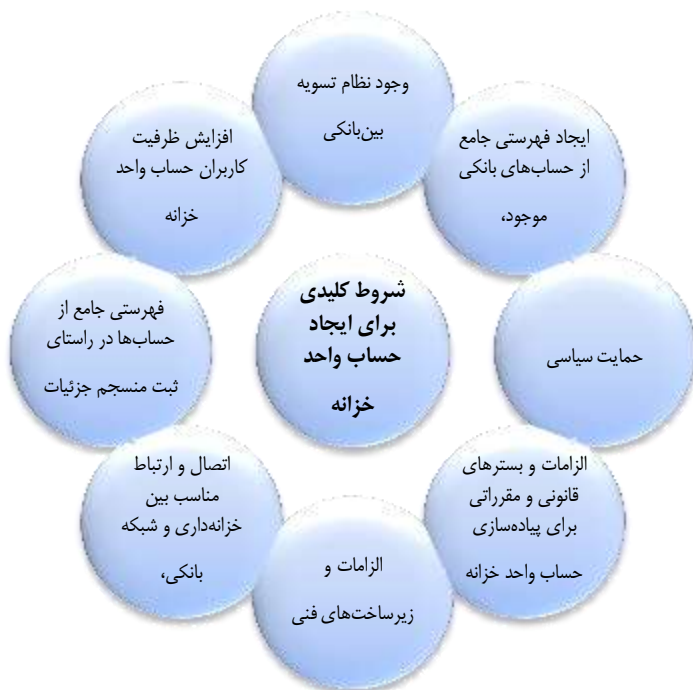 شروط کلیدی
برای ایجاد
حساب واحد
خزانه
وجود نظام تسویه
بین‌بانکی
ایجاد فهرستی جامع
از حساب‌های بانکی
موجود،
حمایت سیاسی
الزامات و بسترهای
قانونی و مقرراتی
برای پیاده‌سازی
حساب واحد خزانه
الزامات و
زیرساخت‌های فنی
اتصال و ارتباط
مناسب بین
خزانه‌داری و شبکه
بانکی،
فهرستی جامع از
حساب‌ها در راستای
ثبت منسجم جزئیات
افزایش ظرفیت
کاربران حساب واحد
خزانه